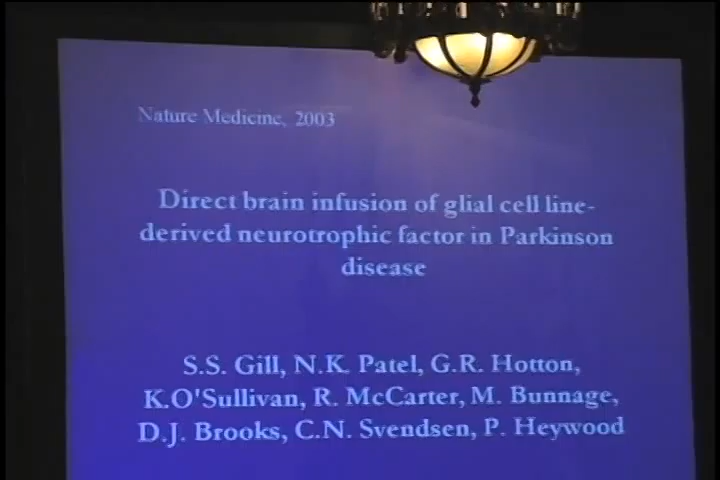 Nature Medicine, 2003
Direct brain infusion of glial cell line-
derived neurotrophic factor in Parkinson
disease
S.S. Gill, N.K. Patel, G.R. Hotton,
K.O'Sullivan, R. McCarter, M. Bunnage,
D.J. Brooks, C.N. Svendsen, P. Heywood